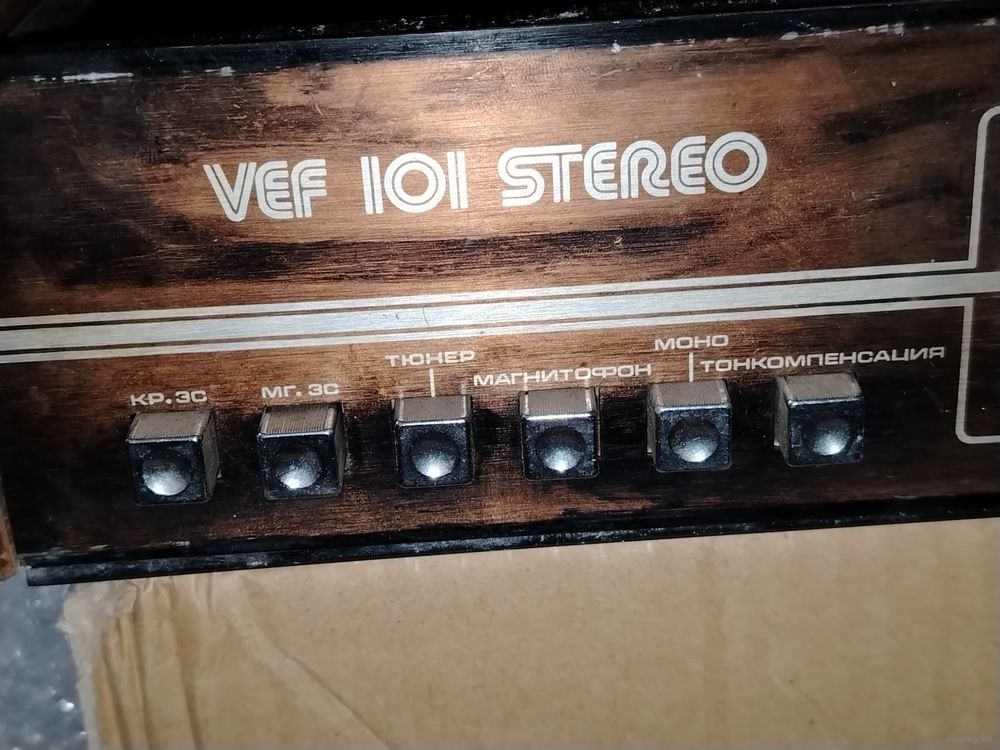 VEF 101 STEREO
КР.ЗС
МГ.ЗС
ТЮНЕР
МАГНИТОФОН
МОНО
ТОНКОМПЕНСАЦИЯ